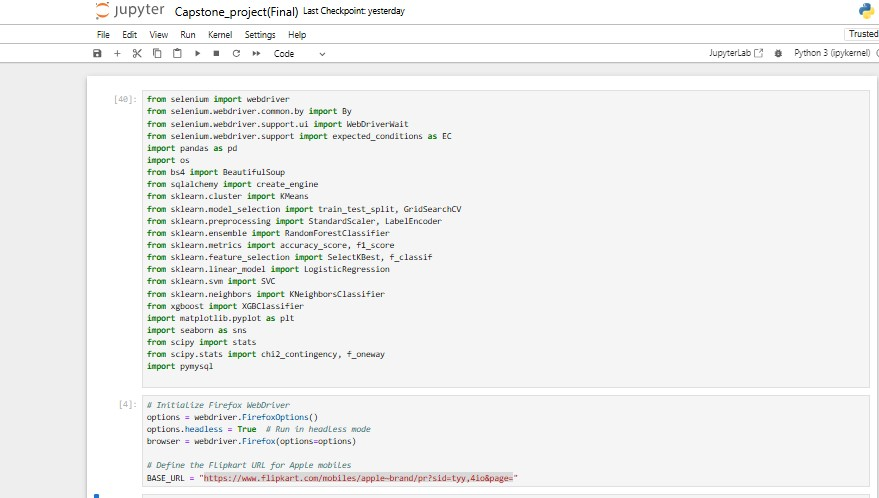 jupyter Capstone_project(Final) Last Checkpoint: yesterday
File Edit View Run Kernel Settings Help
Trusted
Code
JupyterLab
Python 3 (ipykernel)
[40]:
from selenium import webdriver
from selenium.webdriver.common.by import By
from selenium.webdriver.support.ui import WebDriverWait
from selenium.webdriver.support import expected_conditions as EC
import pandas as pd
import os
from bs4 import BeautifulSoup
from sqlalchemy import create_engine
from sklearn.cluster import KMeans
from sklearn.model_selection import train_test_split, GridSearchCV
from sklearn.preprocessing import StandardScaler, LabelEncoder
from sklearn.ensemble import RandomForestClassifier
from sklearn.metrics import accuracy_score, f1_score
from sklearn.feature_selection import SelectKBest, f_classif
from sklearn.linear_model import LogisticRegression
from sklearn.svm import SVC
from sklearn.neighbors import KNeighborsClassifier
from xgboost import XGBClassifier
import matplotlib.pyplot as plt
import seaborn as sns
from scipy import stats
from scipy.stats import chi2_contingency, f_oneway
import pymysql
[4]:
# Initialize Firefox WebDriver
options = webdriver.FirefoxOptions()
options.headless = True  # Run in headless mode
browser = webdriver.Firefox(options=options)
# Define the Flipkart URL for Apple mobiles
BASE_URL = "https://www.flipkart.com/mobiles/apple~brand/pr?sid=tyy,4io&page="